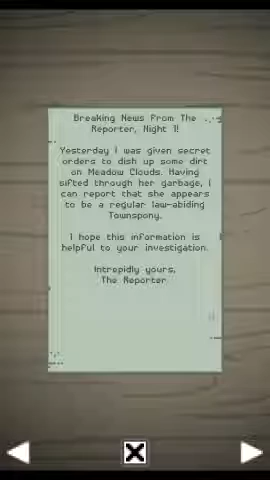 Breaking News From The
Reporter, Night 1!
Yesterday I was given secret
orders to dish up some dirt
on Meadow Clouds. Having
sifted through her garbage, I
can report that she appears
to be a regular law-abiding
Townspony.
I hope this information is
helpful to your investigation.
Intrepidly yours,
The Reporter